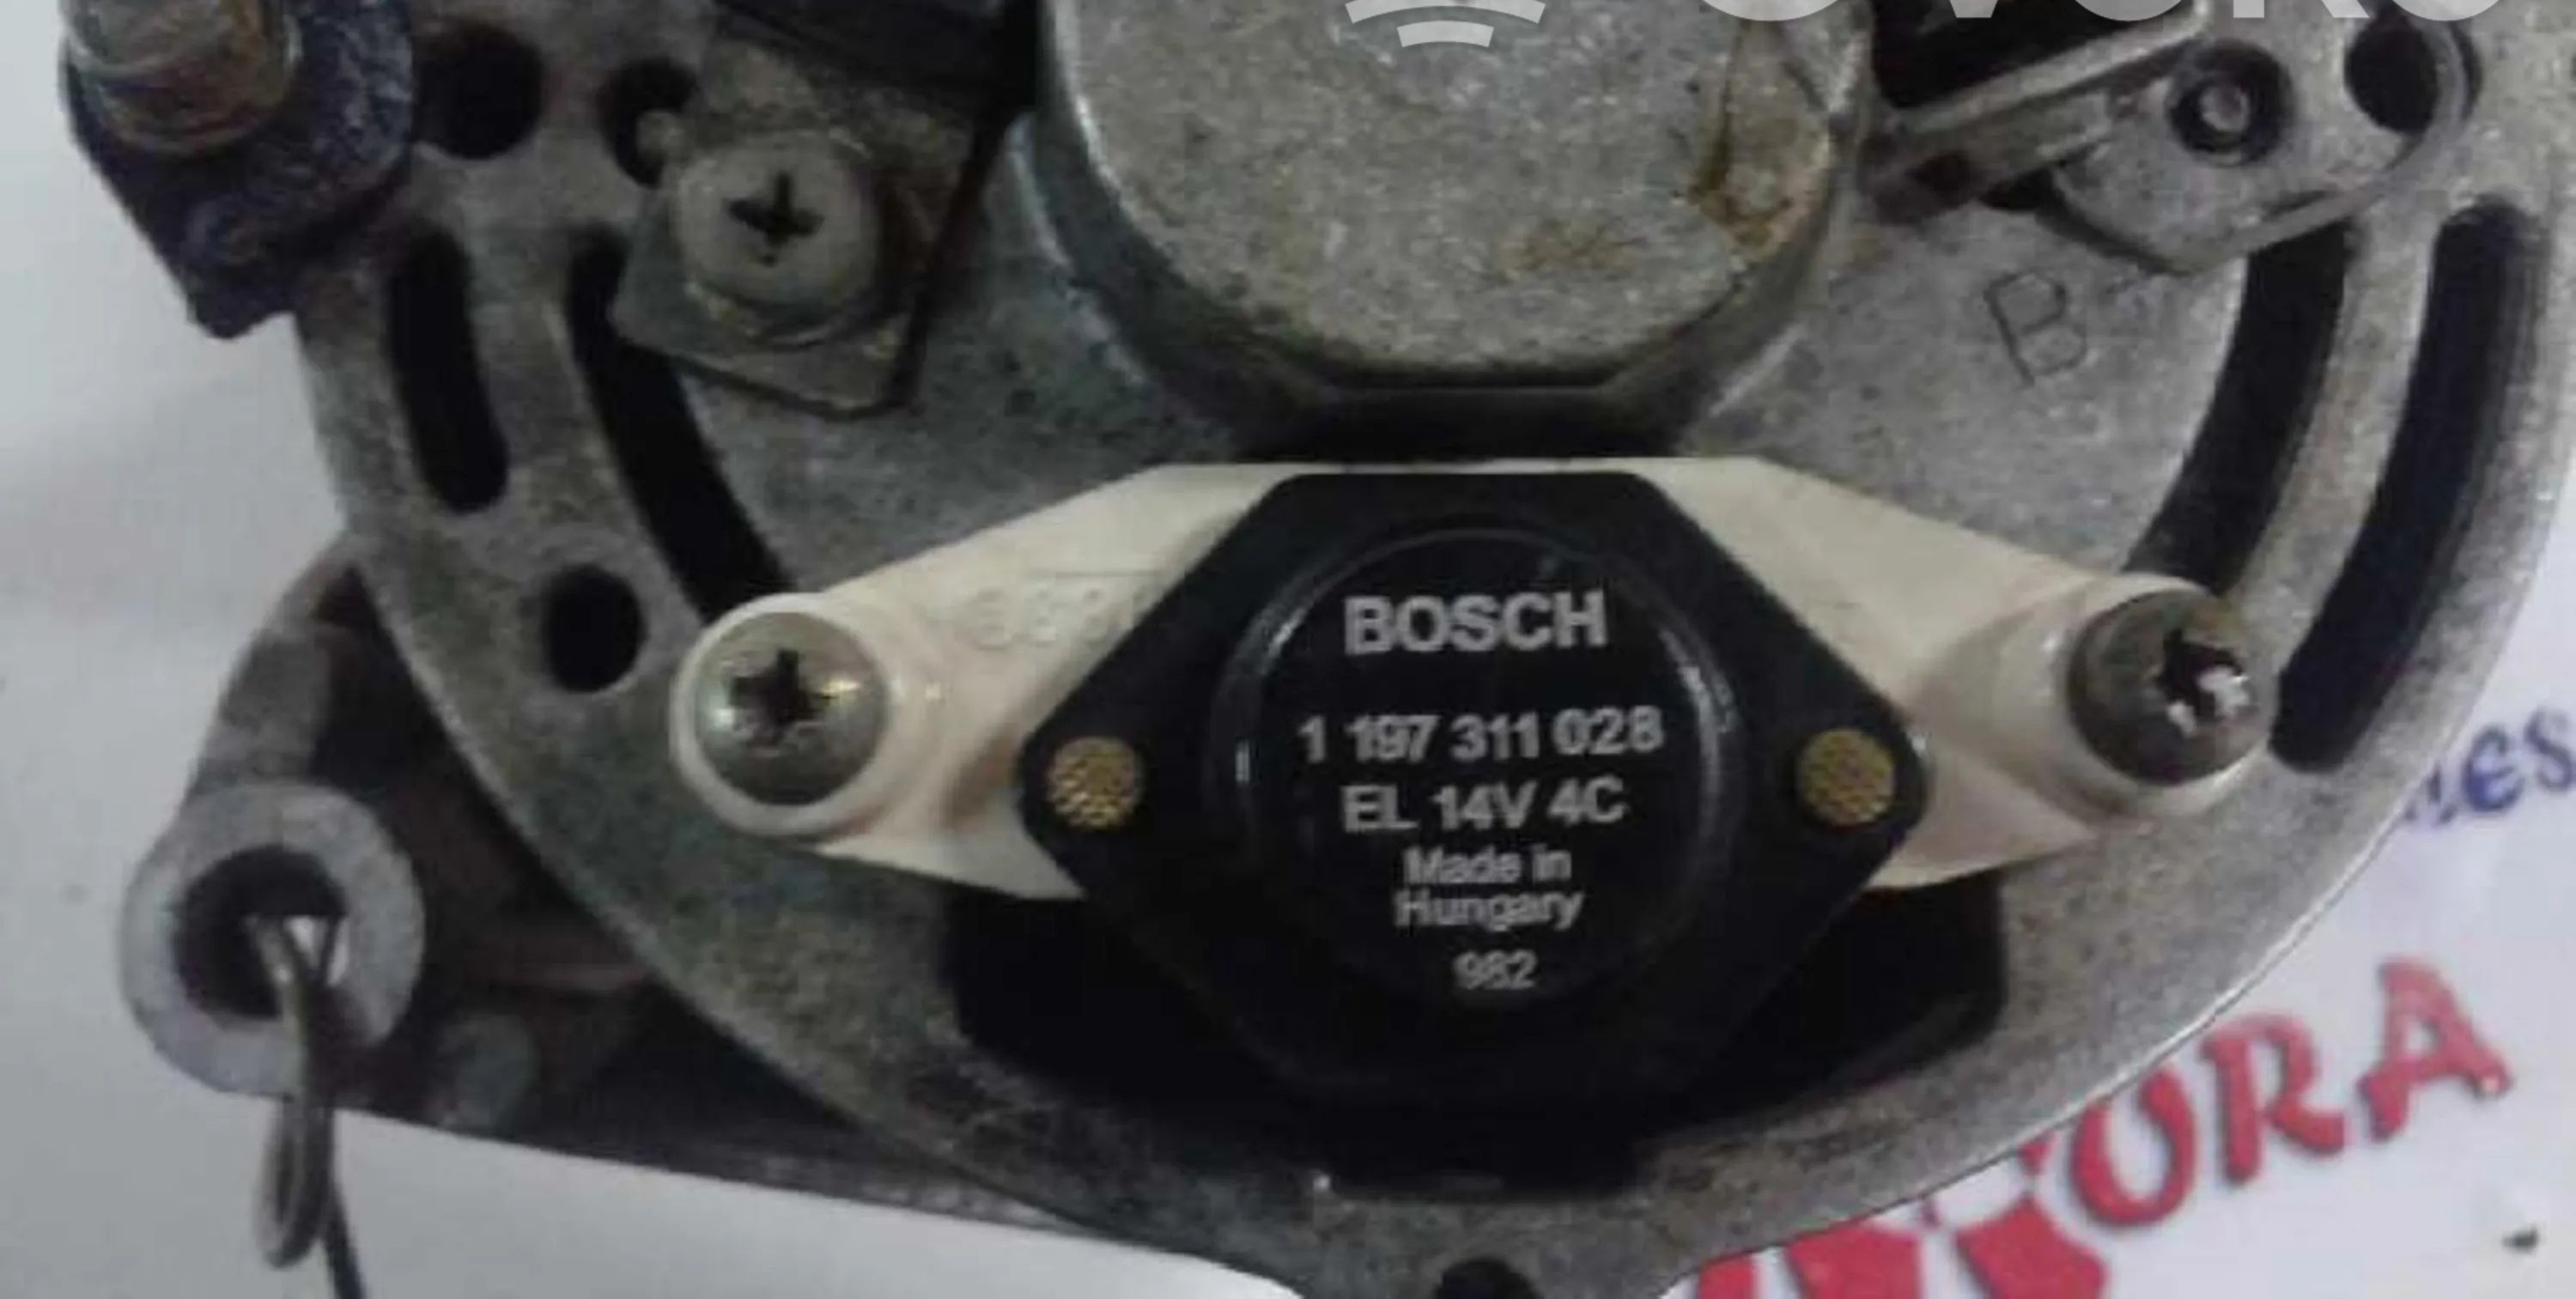 B+
BOSCH
1 197 311 028
EL 14V 4C
Made in
Hungary
982